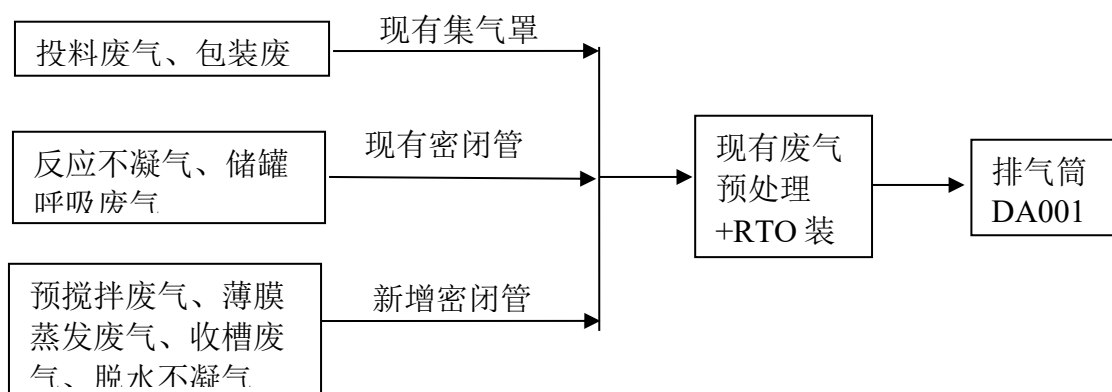 投料废气、包装废
现有集气罩
反应不凝气、储罐
呼吸废气
现有密闭管
预搅拌废气、薄膜
蒸发废气、收槽废
气、脱水不凝气
新增密闭管
现有废气
预处理
+RTO 装
排气筒
DA001